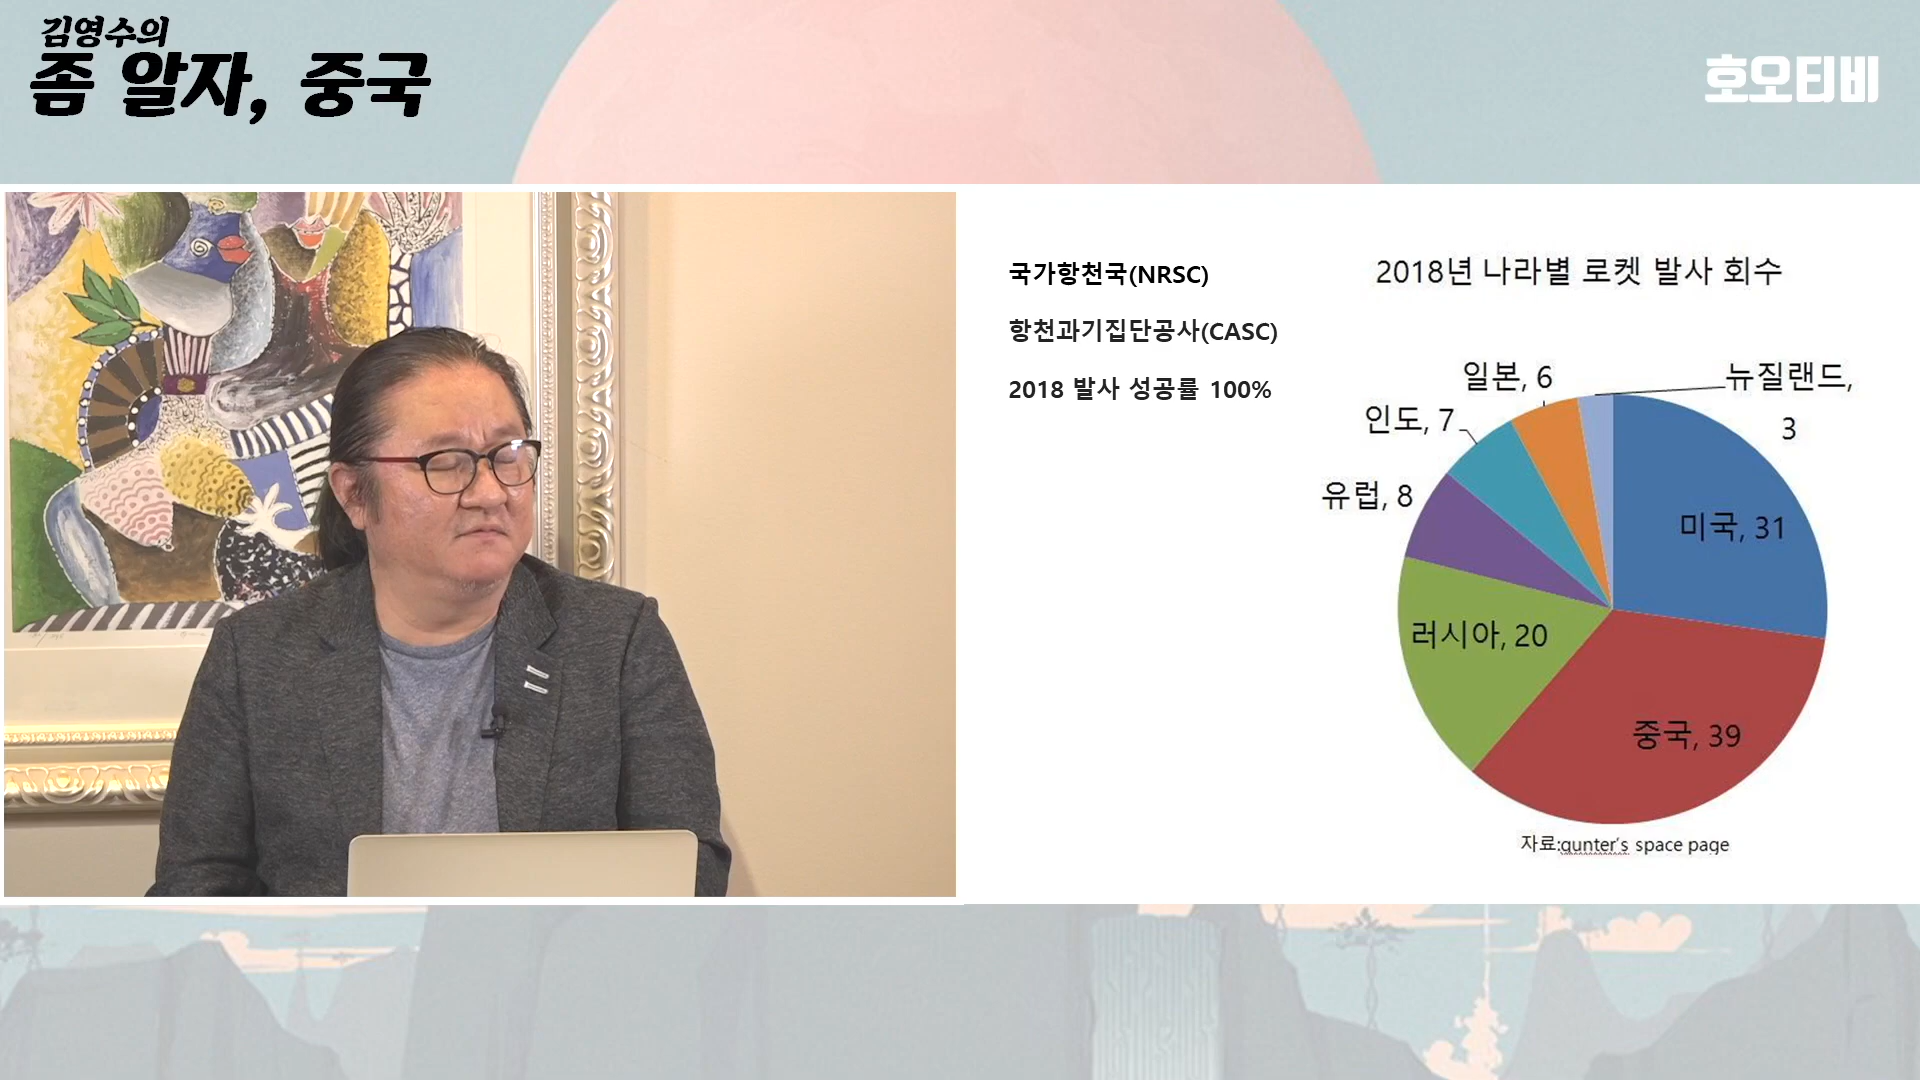 김영수의
좀 알자, 중국
호오티비
국가항천국(NRSC)
항천과기집단공사(CASC)
2018 발사 성공률 100%
2018년 나라별 로켓 발사 회수
일본, 6
뉴질랜드,
3
인도, 7
유럽, 8
미국, 31
러시아, 20
중국, 39
자료:gunter's space page